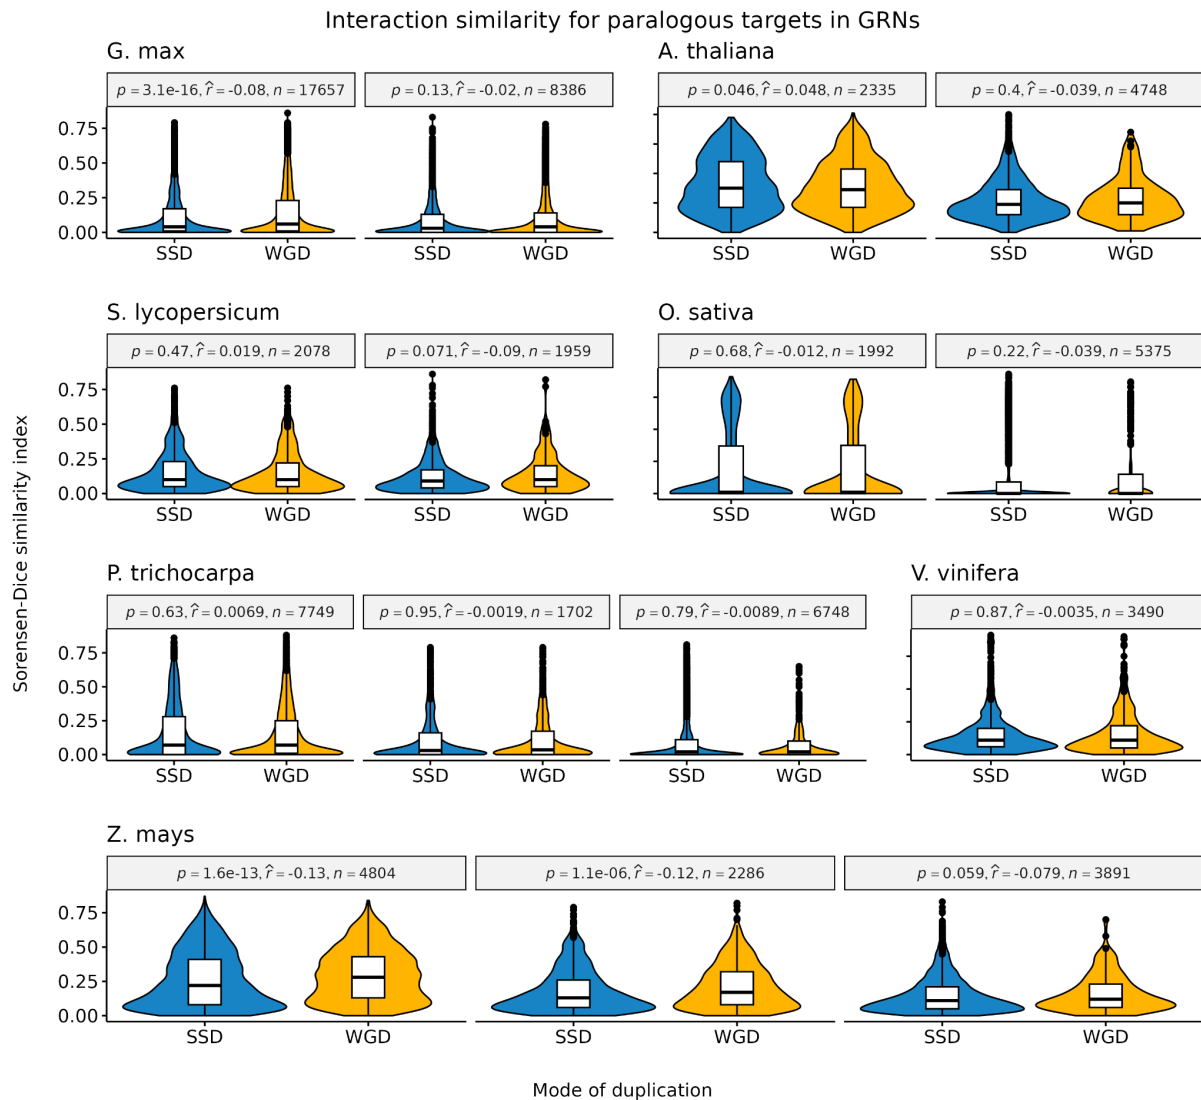 Interaction similarity for paralogous targets in GRNs
G. max
p = 3.1e-16, r̂ = -0.08, n = 17657
p = 0.13, r̂ = -0.02, n = 8386
0.75
0.50
0.25
0.00
SSD
WGD
SSD
WGD
A. thaliana
p = 0.046, r̂ = 0.048, n = 2335
p = 0.4, r̂ = -0.039, n = 4748
SSD
WGD
SSD
WGD
S. lycopersicum
p = 0.47, r̂ = 0.019, n = 2078
p = 0.071, r̂ = -0.09, n = 1959
0.75
0.50
0.25
0.00
SSD
WGD
SSD
WGD
O. sativa
p = 0.68, r̂ = -0.012, n = 1992
p = 0.22, r̂ = -0.039, n = 5375
SSD
WGD
SSD
WGD
Sorensen-Dice similarity index
P. trichocarpa
p = 0.63, r̂ = 0.0069, n = 7749
p = 0.95, r̂ = -0.0019, n = 1702
p = 0.79, r̂ = -0.0089, n = 6748
0.75
0.50
0.25
0.00
SSD
WGD
SSD
WGD
SSD
WGD
V. vinifera
p = 0.87, r̂ = -0.0035, n = 3490
SSD
WGD
Z. mays
p = 1.6e-13, r̂ = -0.13, n = 4804
p = 1.1e-06, r̂ = -0.12, n = 2286
p = 0.059, r̂ = -0.079, n = 3891
0.75
0.50
0.25
0.00
SSD
WGD
SSD
WGD
SSD
WGD
Mode of duplication